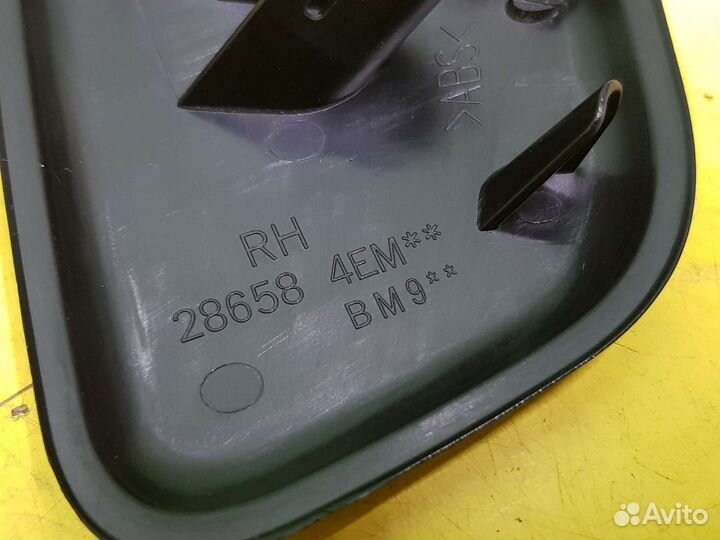 >ABS<
RH
28658 4EM**
BM9**
Avito